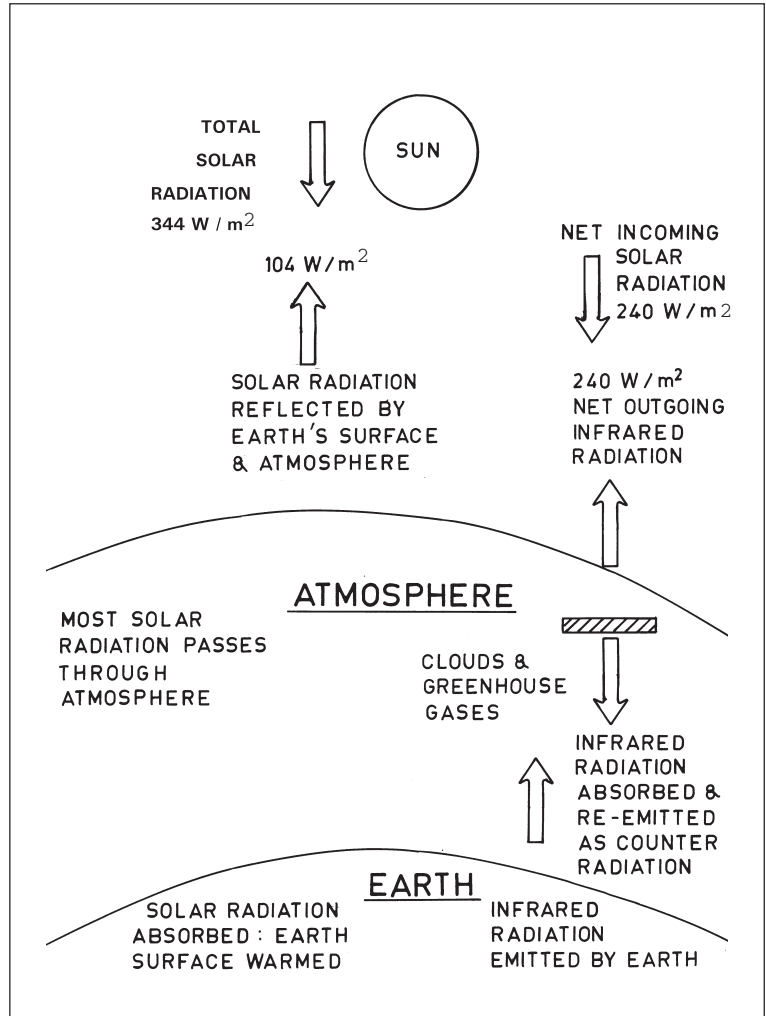 TOTAL
SOLAR
RADIATION
344 W / m2
SUN
104 W/m2
SOLAR RADIATION
REFLECTED BY
EARTH'S SURFACE
& ATMOSPHERE
NET INCOMING
SOLAR
RADIATION
240 W/m2
240 W/m²
NET OUTGOING
INFRARED
RADIATION
ATMOSPHERE
MOST SOLAR
RADIATION PASSES
THROUGH
ATMOSPHERE
CLOUDS &
GREENHOUSE
GASES
INFRARED
RADIATION
ABSORBED &
RE-EMITTED
AS COUNTER
RADIATION
EARTH
SOLAR RADIATION
ABSORBED : EARTH
SURFACE WARMED
INFRARED
RADIATION
EMITTED BY EARTH